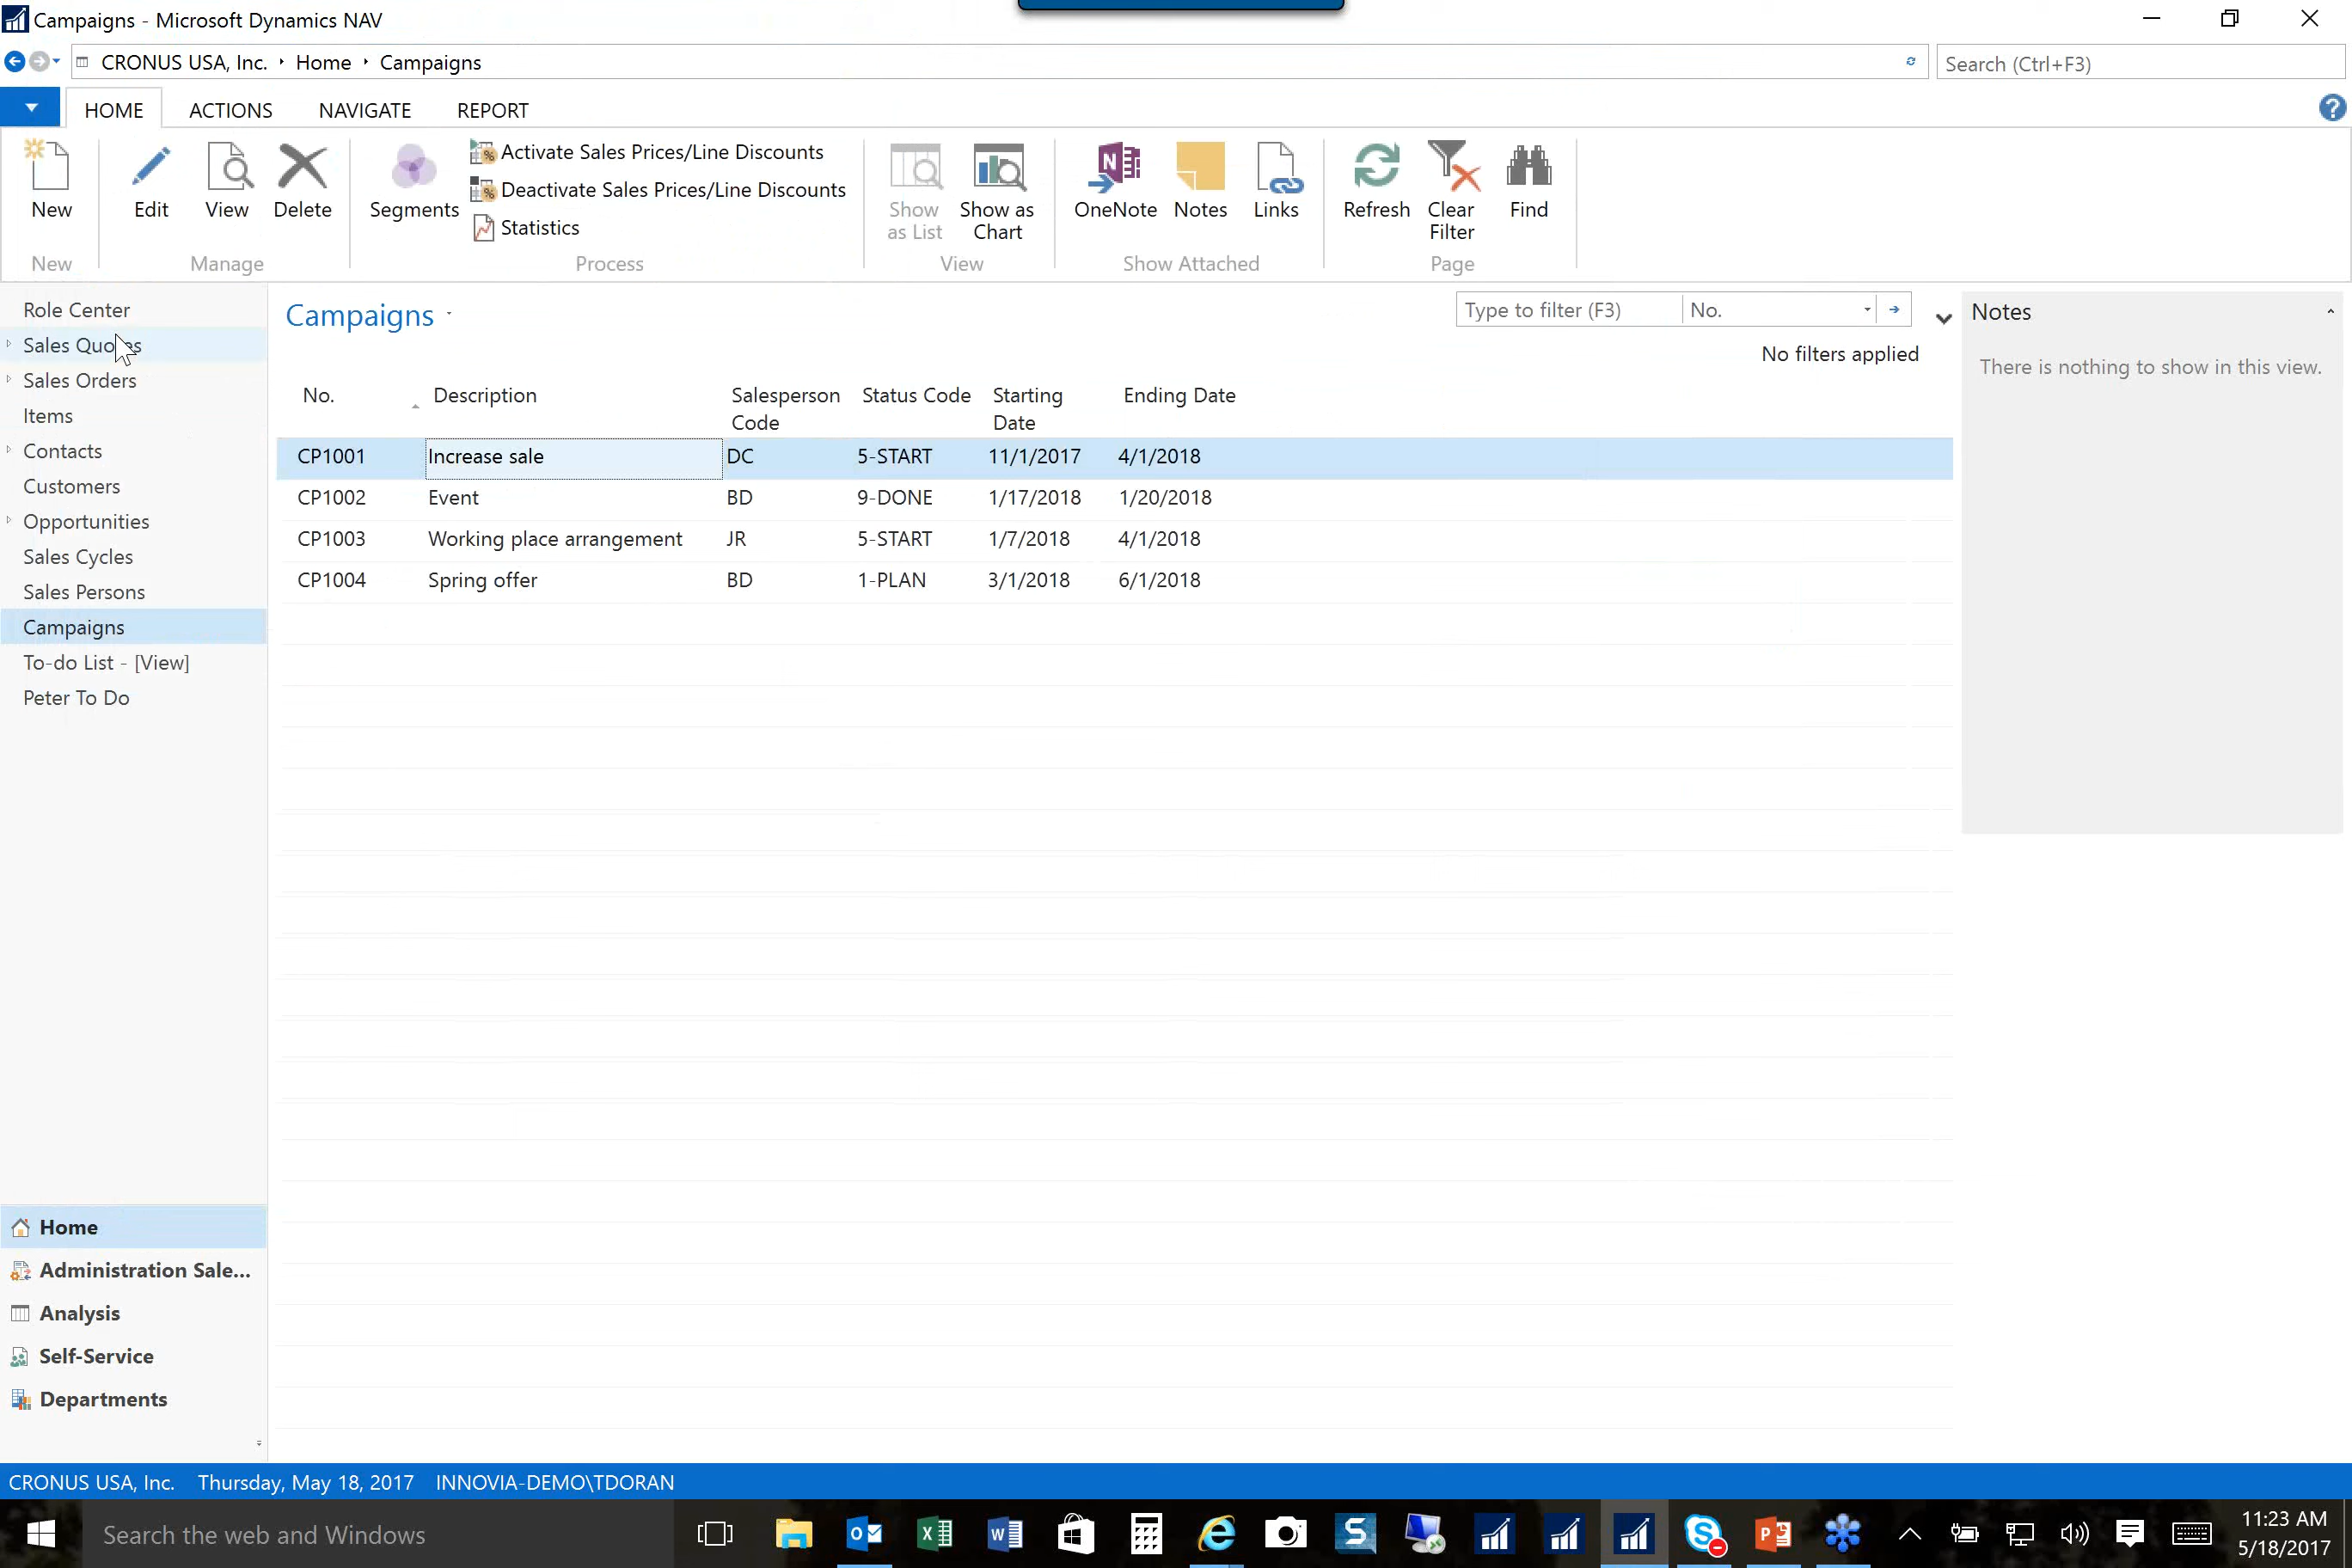 Campaigns - Microsoft Dynamics NAV
CRONUS USA, Inc. Home Campaigns
Search (Ctrl+F3)
HOME ACTIONS NAVIGATE REPORT
New
Edit
View
Delete
Segments
Activate Sales Prices/Line Discounts
Deactivate Sales Prices/Line Discounts
Statistics
Show as List
Show as Chart
OneNote
Notes
Links
Refresh
Clear Filter
Find
New
Manage
Process
View
Show Attached
Page
Role Center
Sales Quotes
Sales Orders
Items
Contacts
Customers
Opportunities
Sales Cycles
Sales Persons
Campaigns
To-do List - [View]
Peter To Do
Campaigns
Type to filter (F3)
No.
No filters applied
No. Description Salesperson Code Status Code Starting Date Ending Date
CP1001 Increase sale DC 5-START 11/1/2017 4/1/2018
CP1002 Event BD 9-DONE 1/17/2018 1/20/2018
CP1003 Working place arrangement JR 5-START 1/7/2018 4/1/2018
CP1004 Spring offer BD 1-PLAN 3/1/2018 6/1/2018
Notes
There is nothing to show in this view.
Home
Administration Sale...
Analysis
Self-Service
Departments
CRONUS USA, Inc. Thursday, May 18, 2017 INNOVIA-DEMO\TDORAN
Search the web and Windows
11:23 AM
5/18/2017